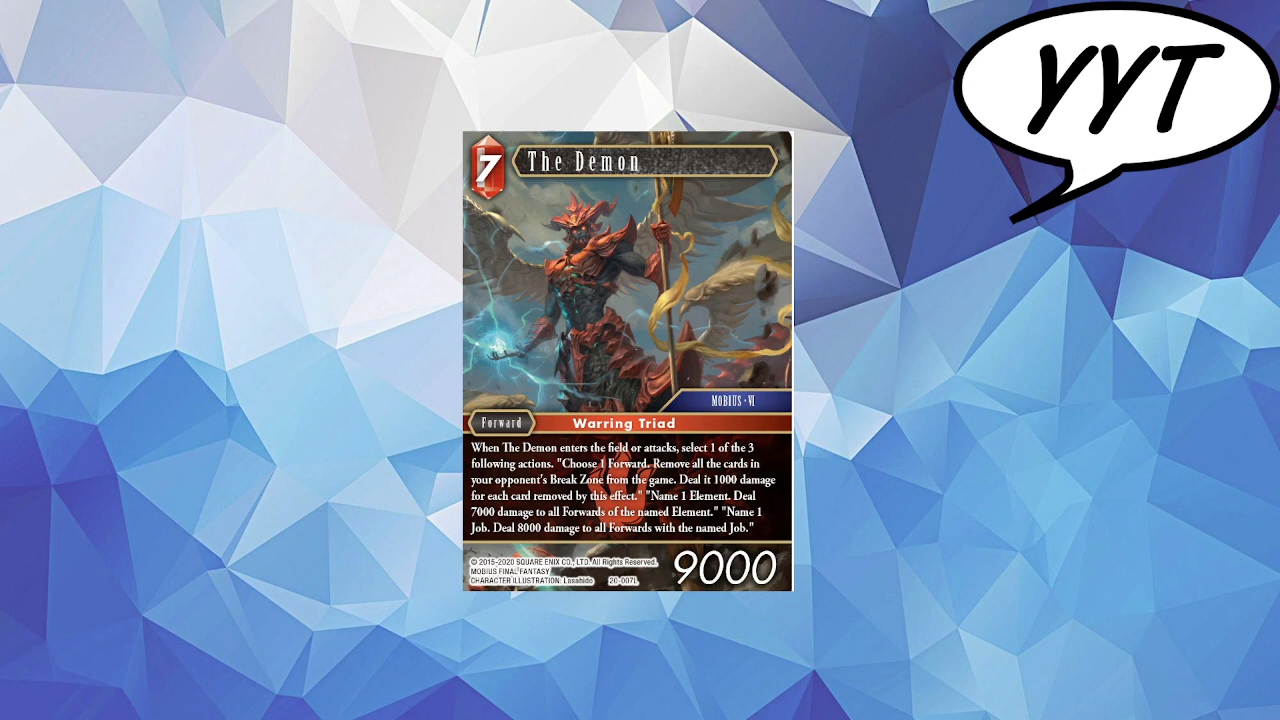 YYT
7
The Demon
MOBIUS · VI
Forward
Warring Triad
When The Demon enters the field or attacks, select 1 of the 3
following actions. "Choose 1 Forward. Remove all the cards in
your opponent's Break Zone from the game. Deal it 1000 damage
for each card removed by this effect." "Name 1 Element. Deal
7000 damage to all Forwards of the named Element." "Name 1
Job. Deal 8000 damage to all Forwards with the named Job."
© 2015-2020 SQUARE ENIX CO., LTD. All Rights Reserved.
MOBIUS FINAL FANTASY
CHARACTER ILLUSTRATION: Lasahido 20-007L
9000